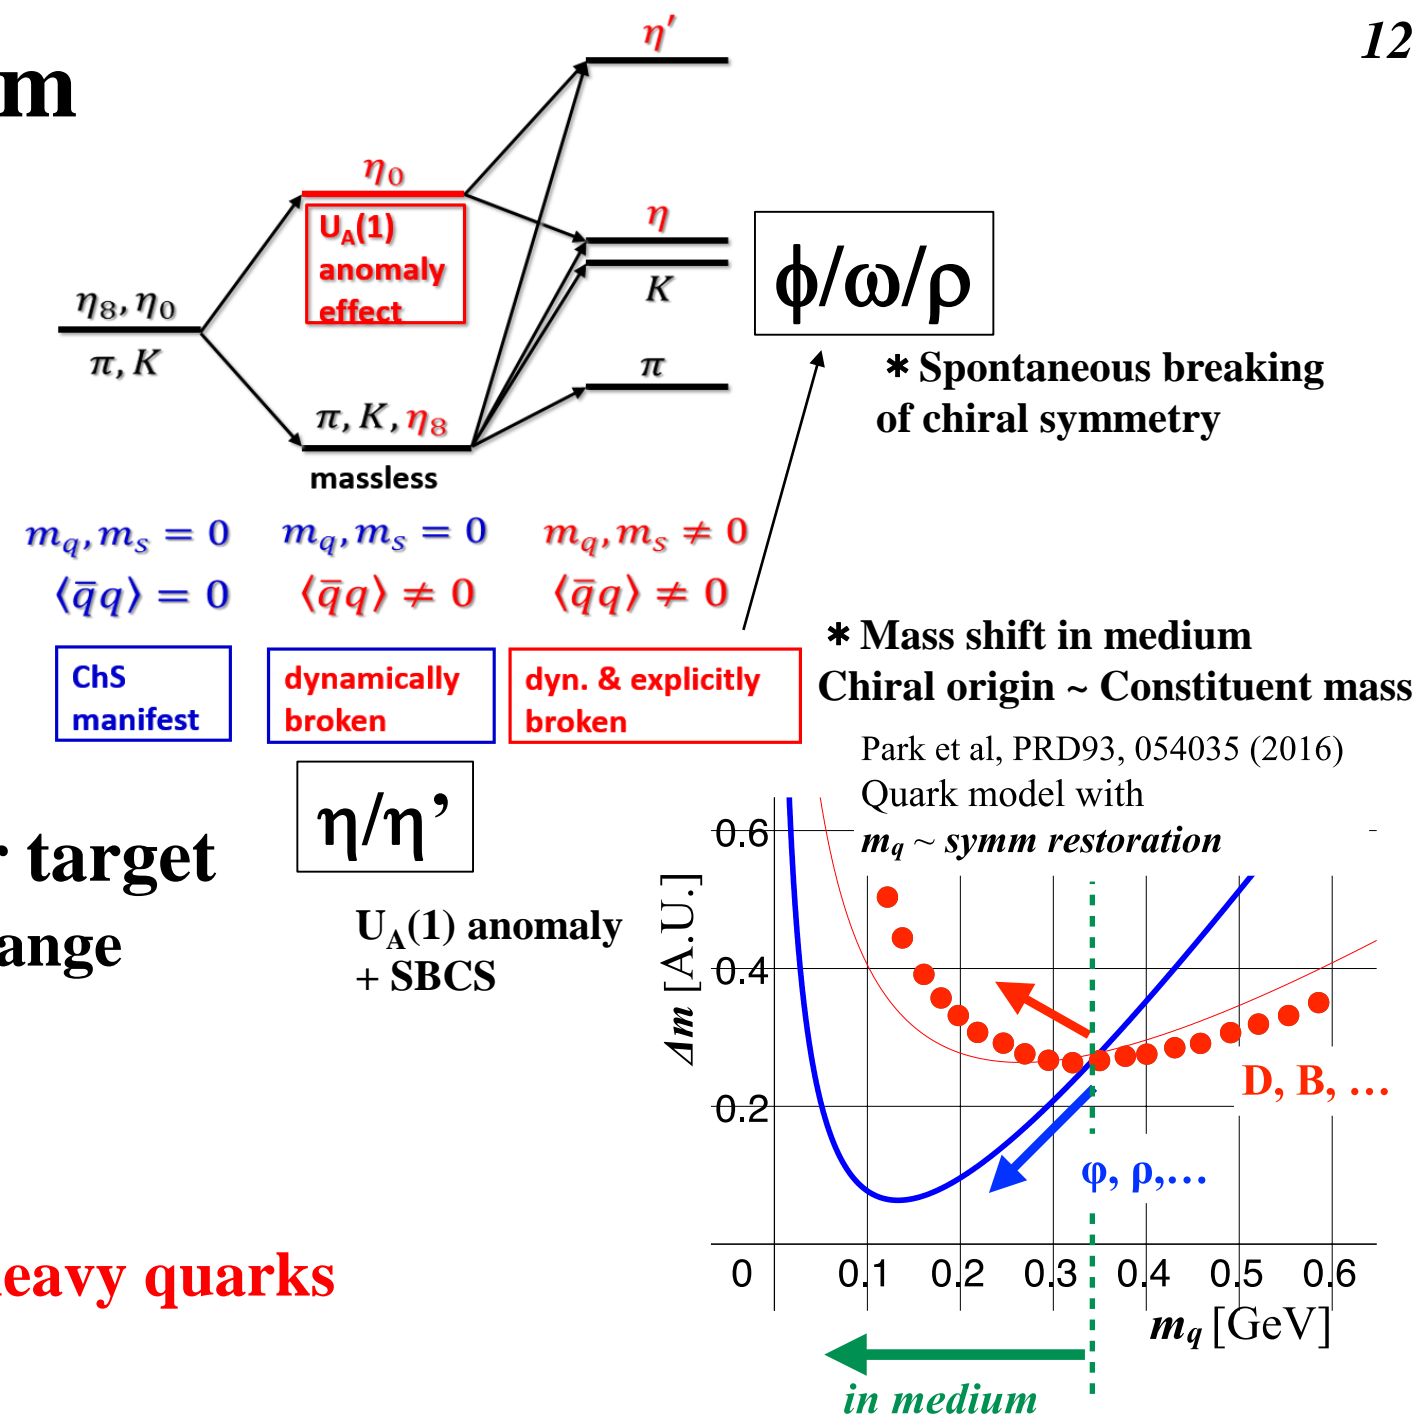 12
m
η′
η₀
U_A(1)
anomaly
effect
η
K
π
η₈, η₀
π, K
π, K, η₈
massless
ϕ/ω/ρ
* Spontaneous breaking
of chiral symmetry
m_q, m_s = 0
m_q, m_s = 0
m_q, m_s ≠ 0
⟨q̄q⟩ = 0
⟨q̄q⟩ ≠ 0
⟨q̄q⟩ ≠ 0
ChS
manifest
dynamically
broken
dyn. & explicitly
broken
* Mass shift in medium
Chiral origin ~ Constituent mass
Park et al, PRD93, 054035 (2016)
Quark model with
m_q ~ symm restoration
η/η’
r target
ange
U_A(1) anomaly
+ SBCS
eavy quarks
Δm [A.U.]
0.6
0.4
0.2
D, B, …
φ, ρ,…
0 0.1 0.2 0.3 0.4 0.5 0.6
m_q [GeV]
in medium